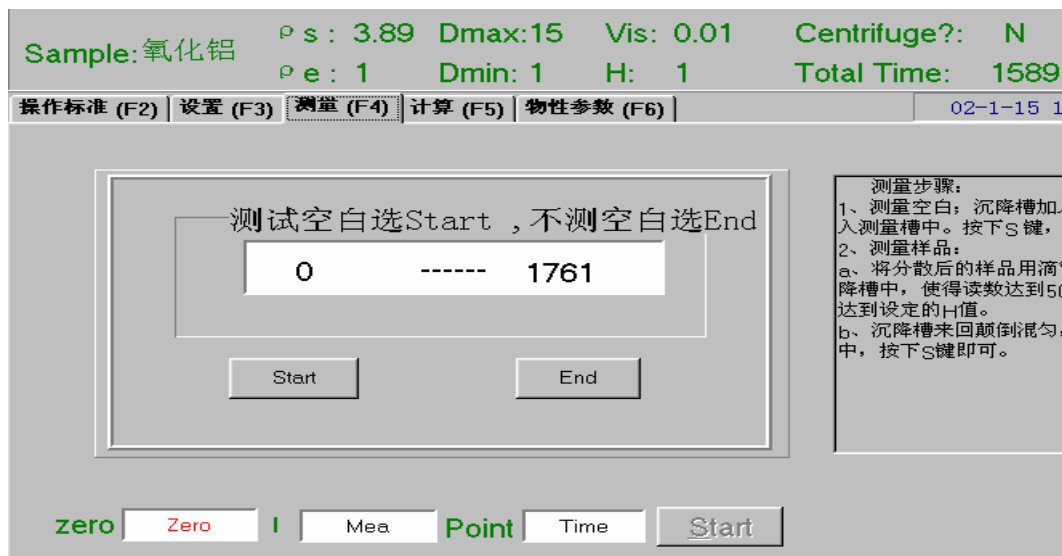 Sample:氧化铝 ρs: 3.89 Dmax:15 Vis: 0.01 Centrifuge?: N
ρe: 1 Dmin: 1 H: 1 Total Time: 1589
操作标准 (F2) 设置 (F3) 测量 (F4) 计算 (F5) 物性参数 (F6) 02-1-15 1
测试空白选Start ,不测空白选End
0 ------ 1761
Start End
测量步骤:
1、测量空白; 沉降槽加
入测量槽中。按下S键,
2、测量样品:
a、将分散后的样品用滴
降槽中, 使得读数达到50
达到设定的H值。
b、沉降槽来回颠倒混匀
中, 按下S键即可。
zero Zero I Mea Point Time Start